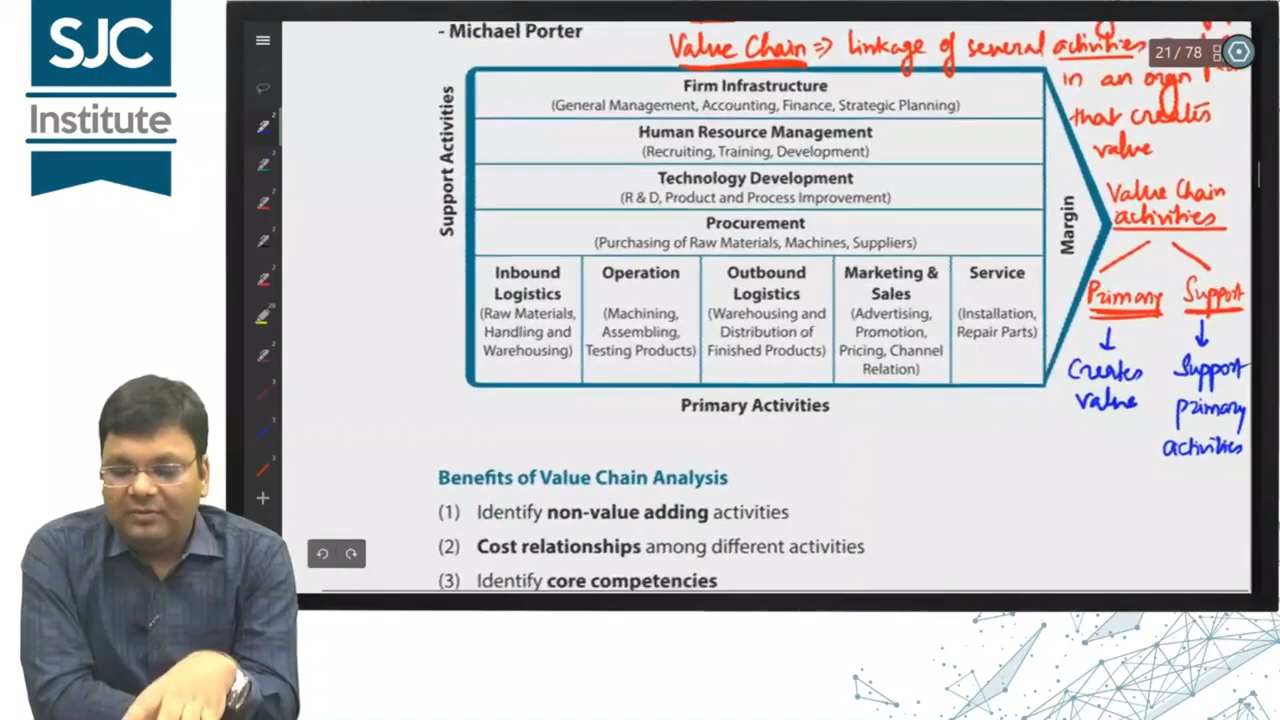 SJC
Institute
- Michael Porter
Value Chain => linkage of several activities
in an orgn
that creates
value
21 / 78
Support Activities
Firm Infrastructure
(General Management, Accounting, Finance, Strategic Planning)
Human Resource Management
(Recruiting, Training, Development)
Technology Development
(R & D, Product and Process Improvement)
Procurement
(Purchasing of Raw Materials, Machines, Suppliers)
Inbound
Logistics
(Raw Materials,
Handling and
Warehousing)
Operation
(Machining,
Assembling,
Testing Products)
Outbound
Logistics
(Warehousing and
Distribution of
Finished Products)
Marketing &
Sales
(Advertising,
Promotion,
Pricing, Channel
Relation)
Service
(Installation,
Repair Parts)
Margin
Primary Activities
Value Chain
activities
Primary
Creates
value
Support
Support
primary
activities
Benefits of Value Chain Analysis
(1) Identify non-value adding activities
(2) Cost relationships among different activities
(3) Identify core competencies